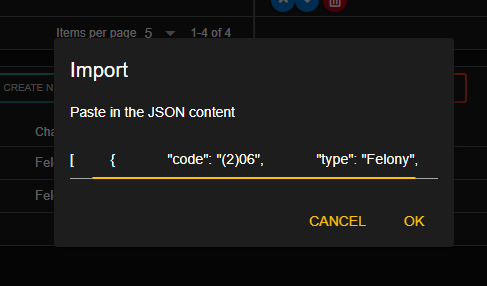 Items per page 5 1-4 of 4
CREATE N
Import
Paste in the JSON content
Cha
[ { "code": "(2)06", "type": "Felony",
Fel
Fel
CANCEL OK